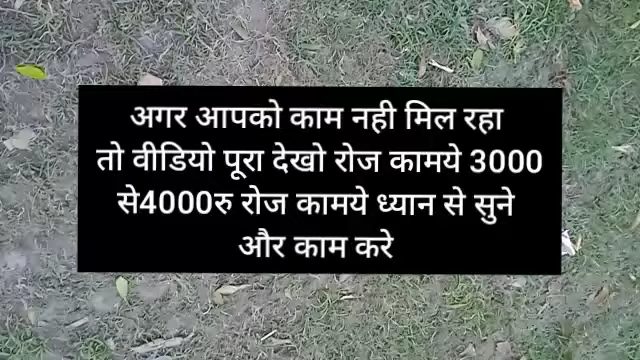 अगर आपको काम नही मिल रहा
तो वीडियो पूरा देखो रोज कामये 3000
से4000रु रोज कामये ध्यान से सुने
और काम करे